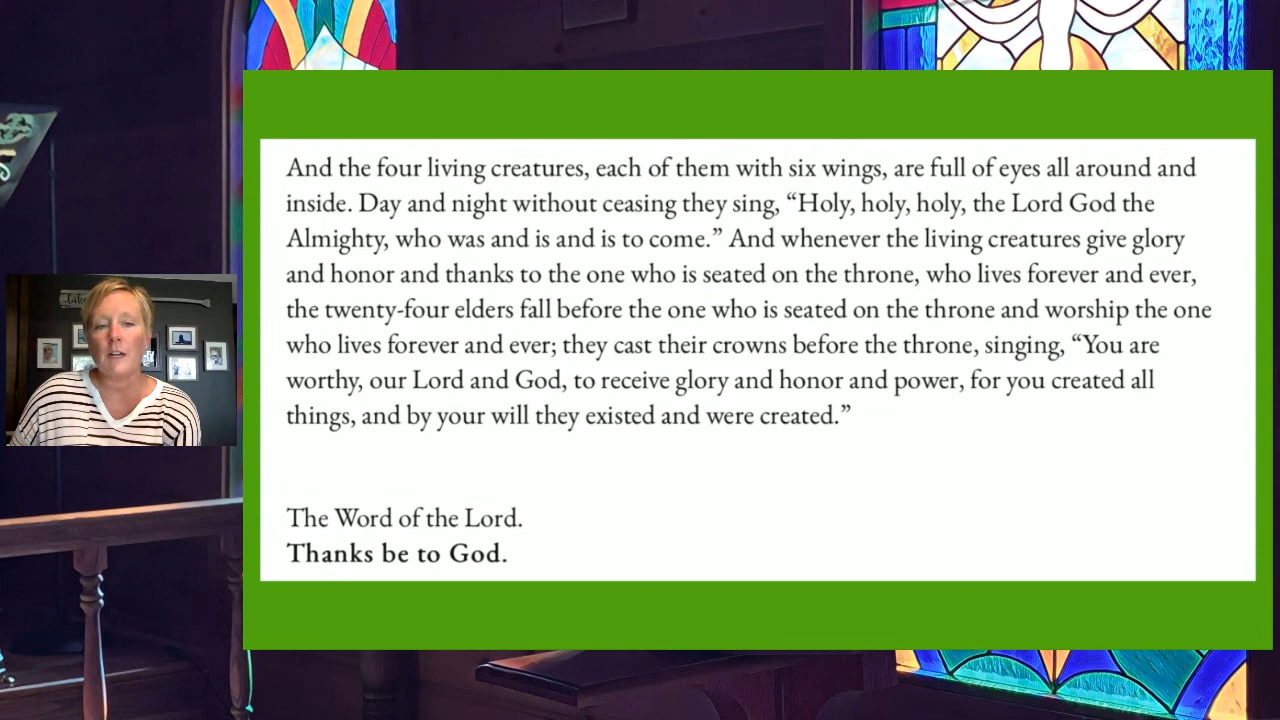 And the four living creatures, each of them with six wings, are full of eyes all around and
inside. Day and night without ceasing they sing, “Holy, holy, holy, the Lord God the
Almighty, who was and is and is to come.” And whenever the living creatures give glory
and honor and thanks to the one who is seated on the throne, who lives forever and ever,
the twenty-four elders fall before the one who is seated on the throne and worship the one
who lives forever and ever; they cast their crowns before the throne, singing, “You are
worthy, our Lord and God, to receive glory and honor and power, for you created all
things, and by your will they existed and were created.”
The Word of the Lord.
Thanks be to God.